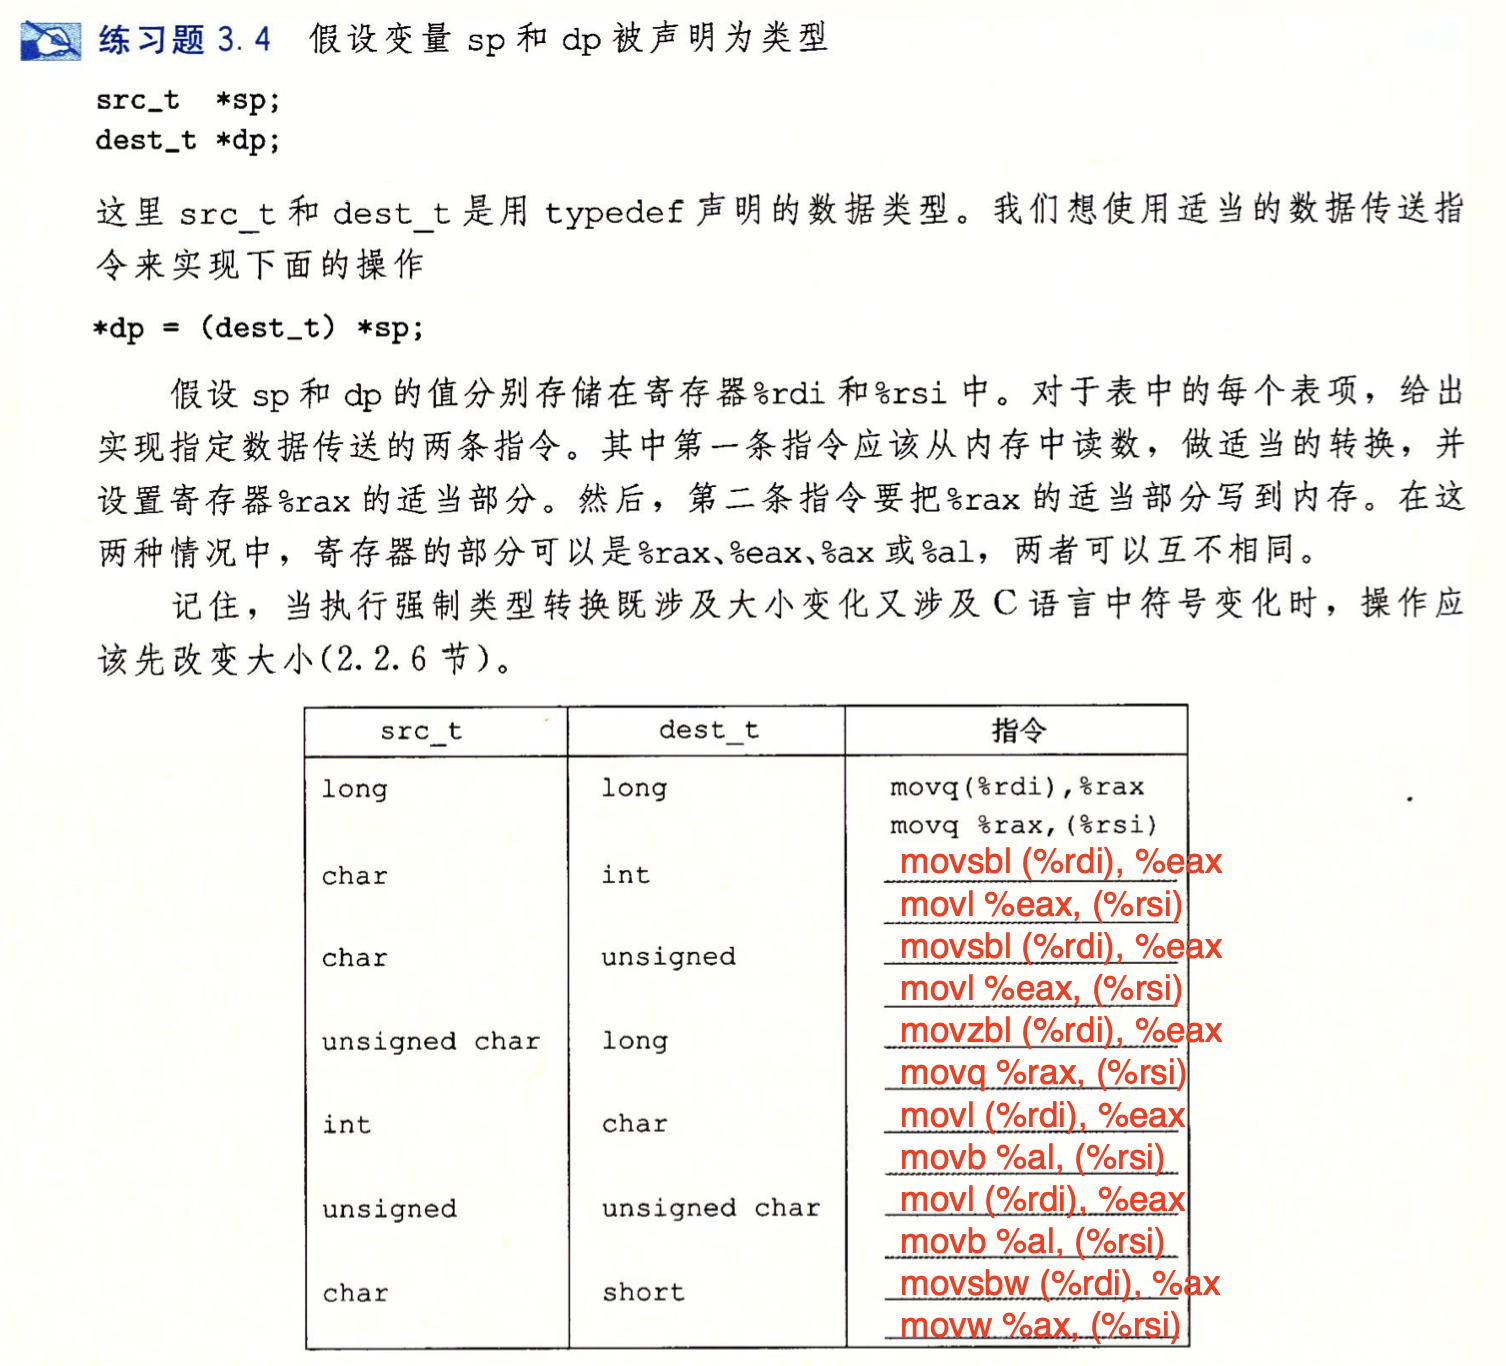 练习题 3.4 假设变量 sp 和 dp 被声明为类型
src_t *sp;
dest_t *dp;
这里 src_t 和 dest_t 是用 typedef 声明的数据类型。我们想使用适当的数据传送指
令来实现下面的操作
*dp = (dest_t) *sp;
假设 sp 和 dp 的值分别存储在寄存器%rdi 和%rsi 中。对于表中的每个表项，给出
实现指定数据传送的两条指令。其中第一条指令应该从内存中读数，做适当的转换，并
设置寄存器%rax 的适当部分。然后，第二条指令要把%rax 的适当部分写到内存。在这
两种情况中，寄存器的部分可以是%rax、%eax、%ax 或%al，两者可以互不相同。
记住，当执行强制类型转换既涉及大小变化又涉及 C 语言中符号变化时，操作应
该先改变大小(2.2.6 节)。
src_t dest_t 指令
long long movq(%rdi),%rax
movq %rax,(%rsi)
char int movsbl (%rdi), %eax
movl %eax, (%rsi)
char unsigned movsbl (%rdi), %eax
movl %eax, (%rsi)
unsigned char long movzbl (%rdi), %eax
movq %rax, (%rsi)
int char movl (%rdi), %eax
movb %al, (%rsi)
unsigned unsigned char movl (%rdi), %eax
movb %al, (%rsi)
char short movsbw (%rdi), %ax
movw %ax, (%rsi)